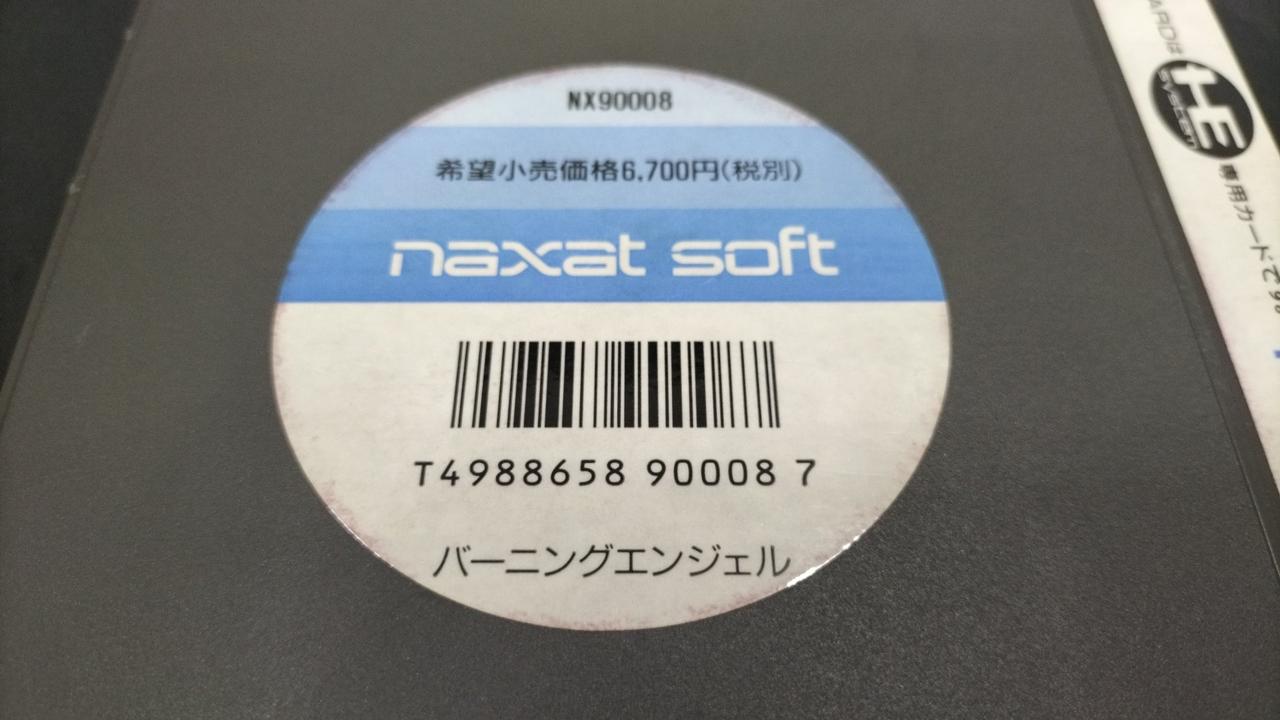 NX90008
希望小売価格6,700円(税別)
naxat soft
T4988658 90008 7
バーニングエンジェル
HE
SYSTEM
専用カードです。